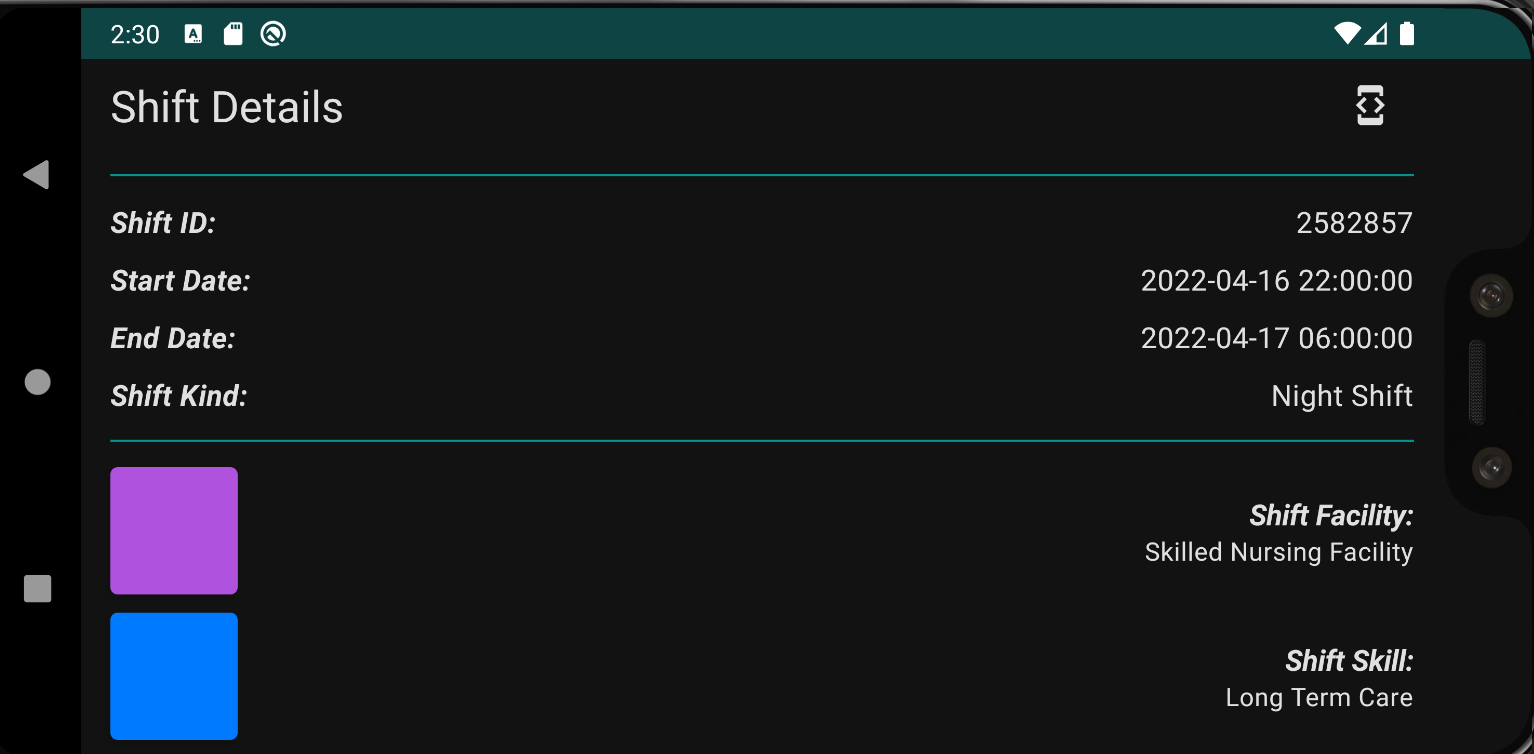 2:30
Shift Details
Shift ID: 2582857
Start Date: 2022-04-16 22:00:00
End Date: 2022-04-17 06:00:00
Shift Kind: Night Shift
Shift Facility:
Skilled Nursing Facility
Shift Skill:
Long Term Care